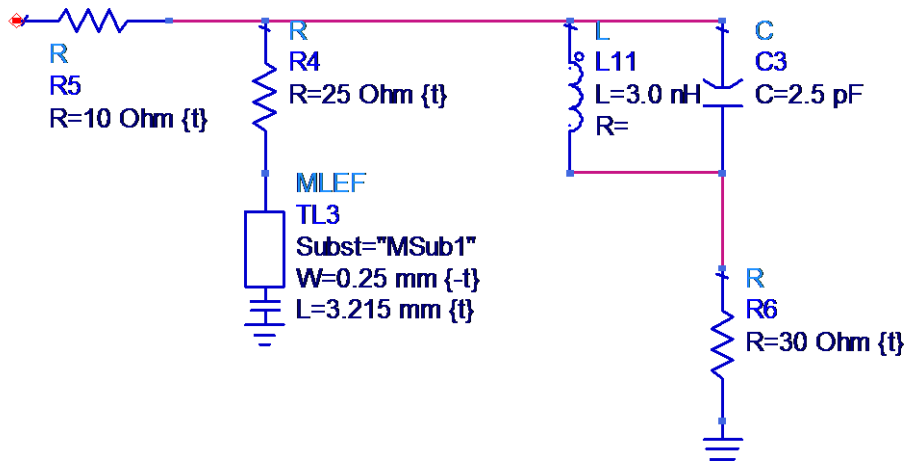 R
R5
R=10 Ohm {t}
R
R4
R=25 Ohm {t}
MLEF
TL3
Subst="MSub1"
W=0.25 mm {-t}
L=3.215 mm {t}
L
L11
L=3.0 nH
R=
C
C3
C=2.5 pF
R
R6
R=30 Ohm {t}